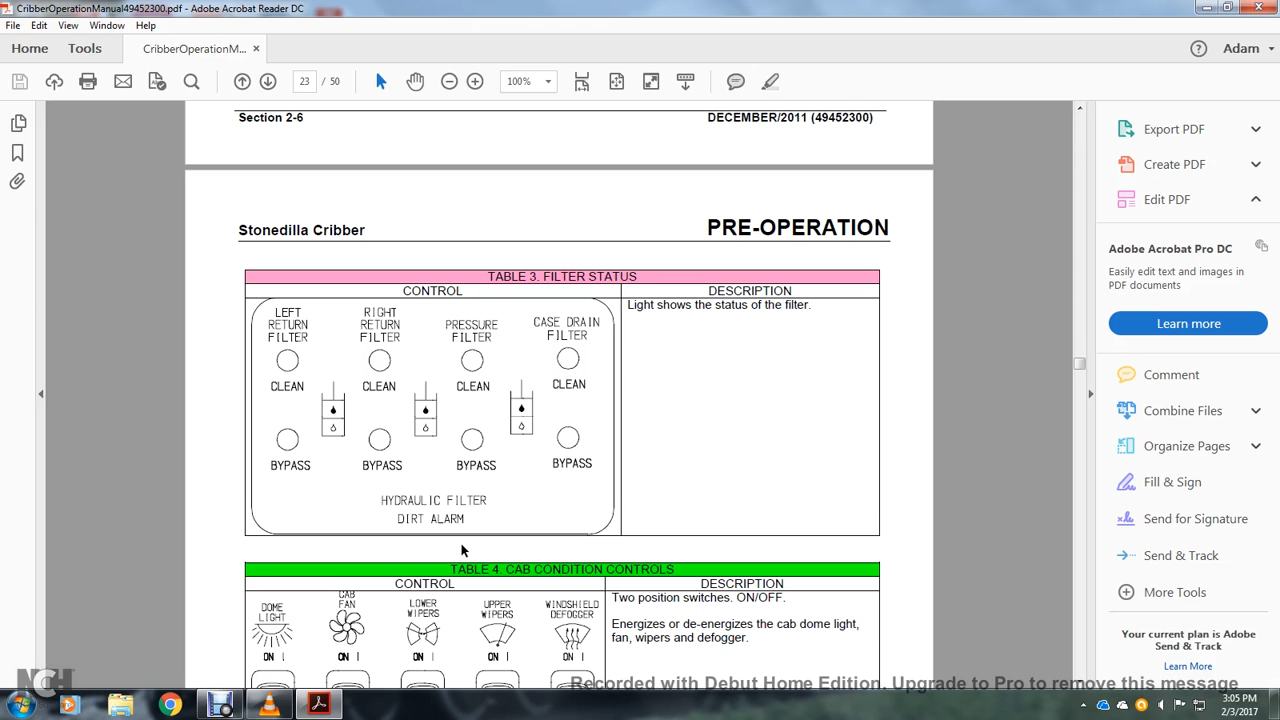 CribberOperationManual49452300.pdf - Adobe Acrobat Reader DC
File Edit View Window Help
Home Tools CribberOperationM... × Adam
23 / 50 100%
Section 2-6 DECEMBER/2011 (49452300)
Stonedilla Cribber PRE-OPERATION
TABLE 3. FILTER STATUS
CONTROL DESCRIPTION
Light shows the status of the filter.
LEFT RETURN FILTER
RIGHT RETURN FILTER
PRESSURE FILTER
CASE DRAIN FILTER
CLEAN CLEAN CLEAN CLEAN
BYPASS BYPASS BYPASS BYPASS
HYDRAULIC FILTER
DIRT ALARM
TABLE 4. CAB CONDITION CONTROLS
CONTROL DESCRIPTION
DOME LIGHT
CAB FAN
LOWER WIPERS
UPPER WIPERS
WINDSHIELD DEFOGGER
ON | ON | ON | ON | ON |
Two position switches. ON/OFF.
Energizes or de-energizes the cab dome light,
fan, wipers and defogger.
Export PDF
Create PDF
Edit PDF
Adobe Acrobat Pro DC
Easily edit text and images in
PDF documents
Learn more
Comment
Combine Files
Organize Pages
Fill & Sign
Send for Signature
Send & Track
More Tools
Your current plan is Adobe
Send & Track
Learn More
NCH
Recorded with Debut Home Edition. Upgrade to Pro to remove this message
3:05 PM
2/3/2017